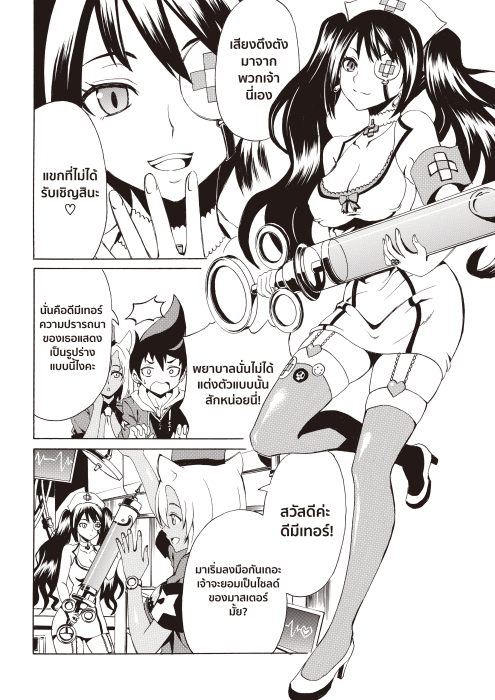 เสียงตึงตัง
มาจาก
พวกเจ้า
นี่เอง
แขกที่ไม่ได้
รับเชิญสินะ
♡
นั่นคือดีมีเทอร์
ความปรารถนา
ของเธอแสดง
เป็นรูปร่าง
แบบนี้ไงคะ
พยาบาลนั่นไม่ได้
แต่งตัวแบบนั้น
สักหน่อยนี่!
สวัสดีค่ะ
ดีมีเทอร์!
มาเริ่มลงมือกันเถอะ
เจ้าจะยอมเป็นไชลด์
ของมาสเตอร์
มั้ย?